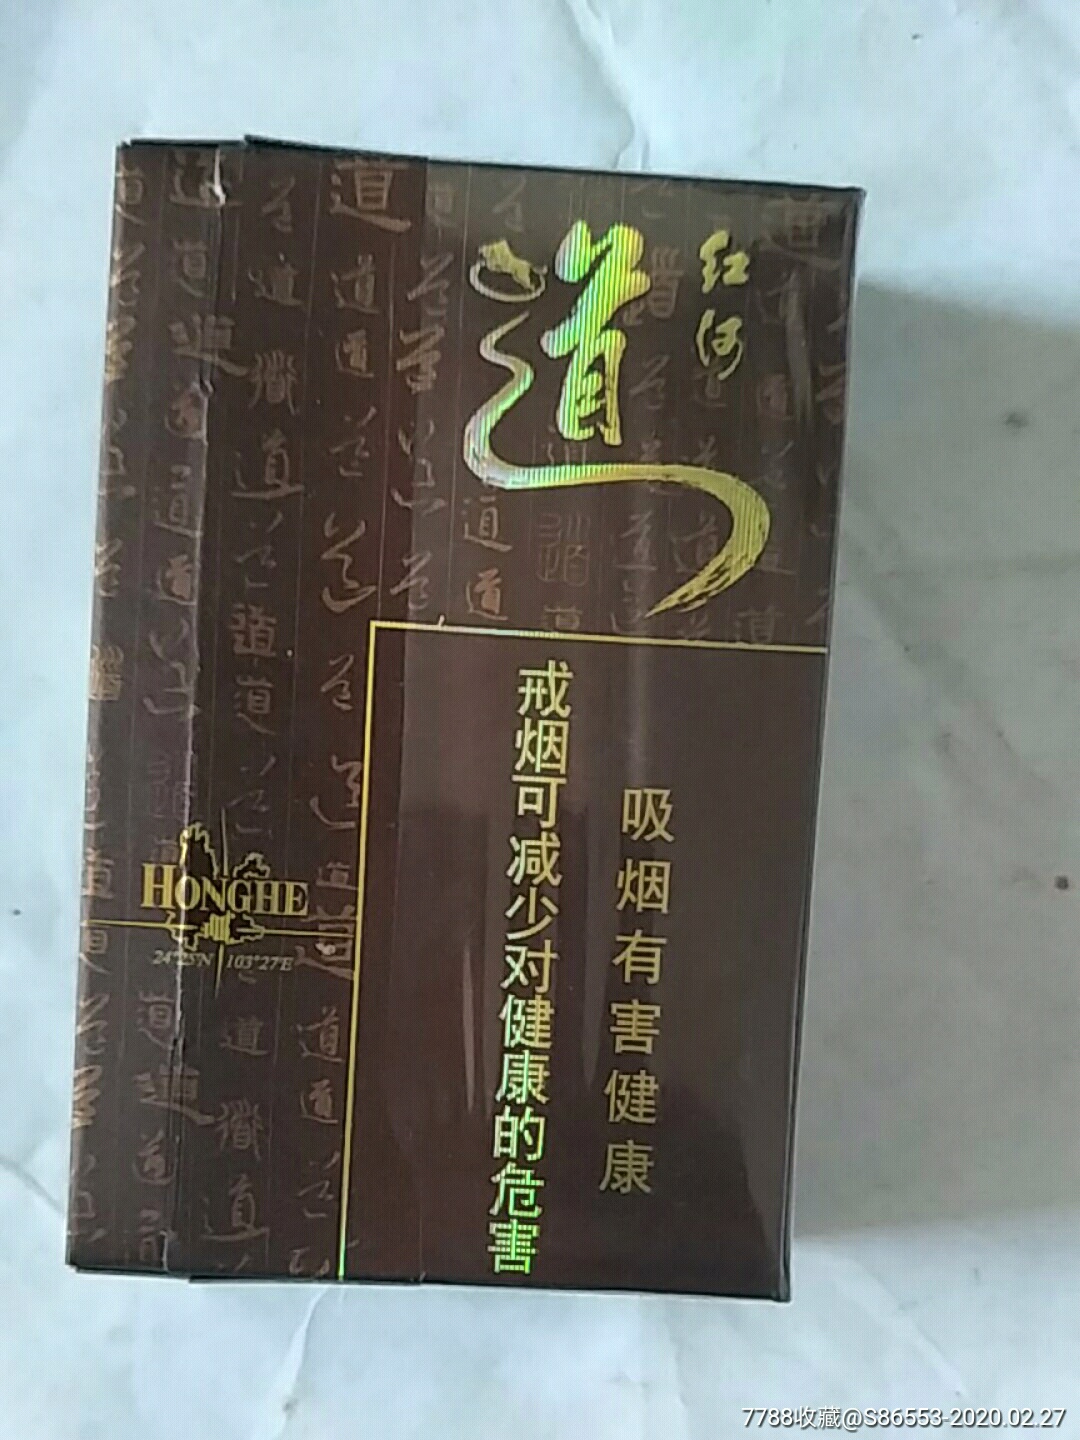 红河
道
吸烟有害健康
戒烟可减少对健康的危害
HONGHE
24°25'N 103°27'E
7788收藏@S86553-2020.02.27